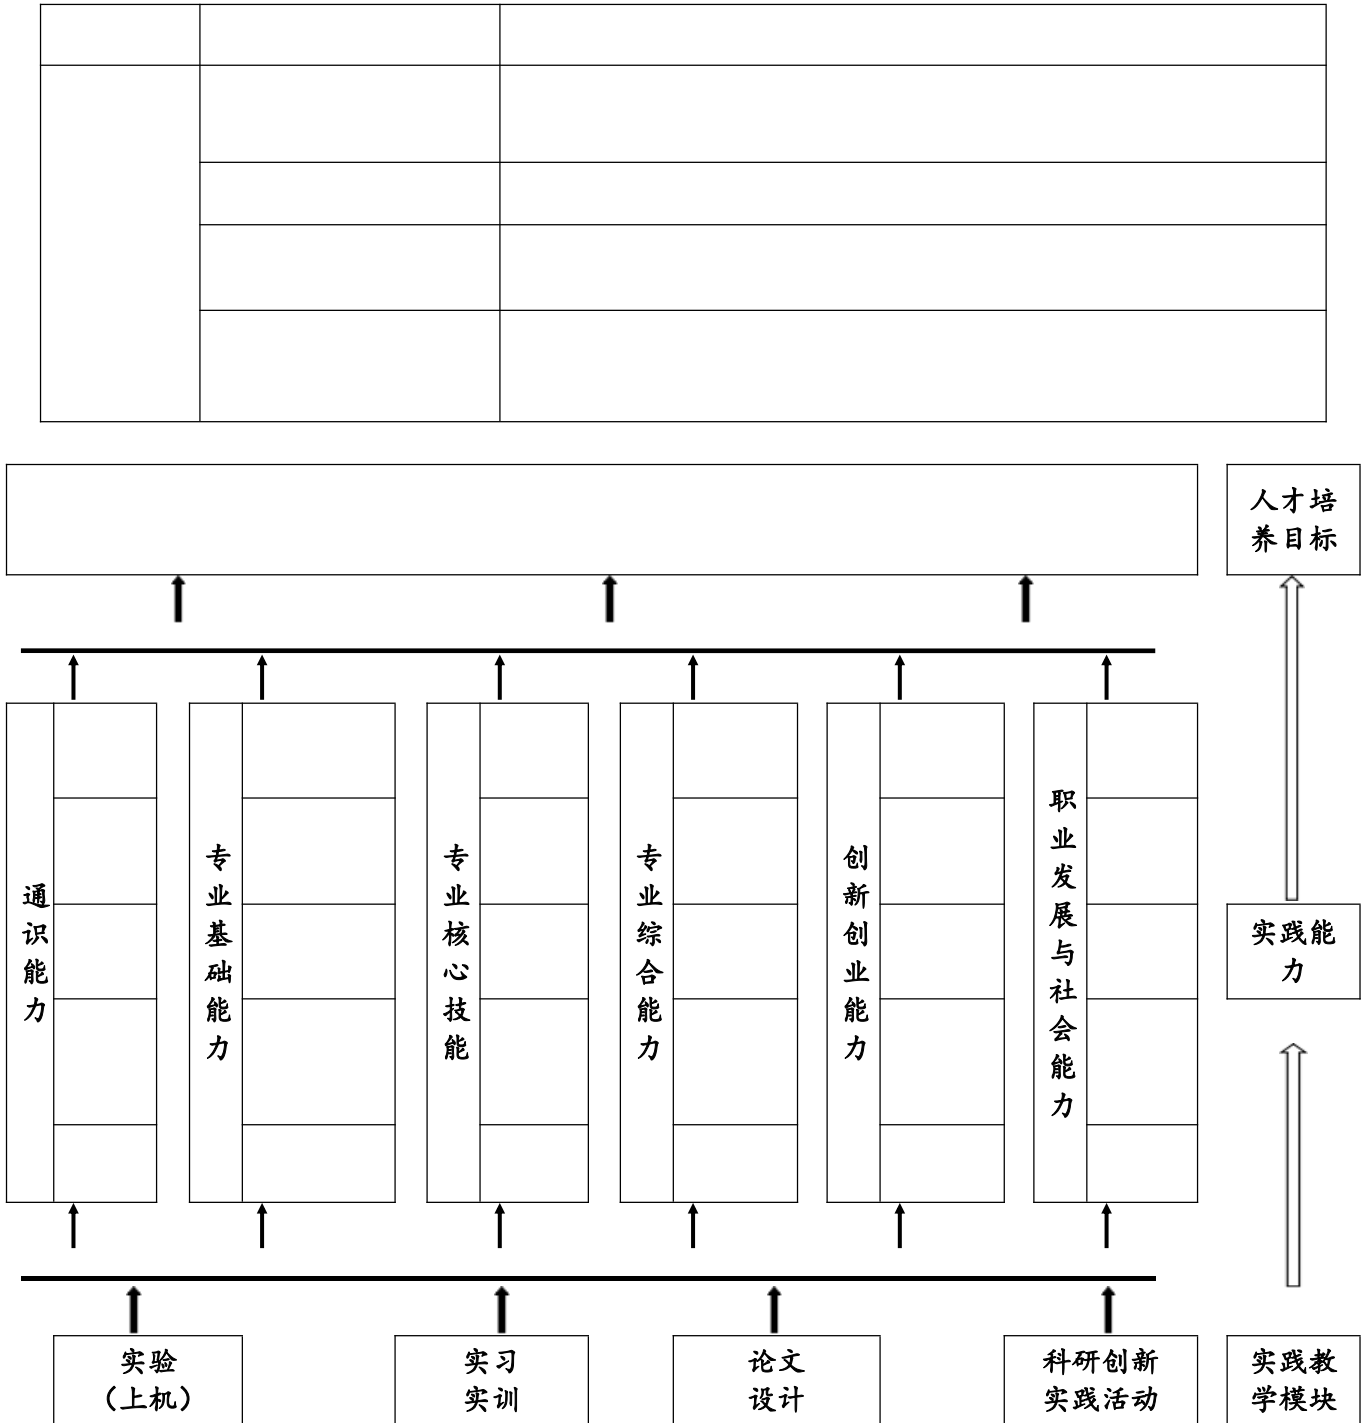 人才培
养目标
通识能力
专业基础能力
专业核心技能
专业综合能力
创新创业能力
职业发展与社会能力
实践能
力
实验
（上机）
实习
实训
论文
设计
科研创新
实践活动
实践教
学模块